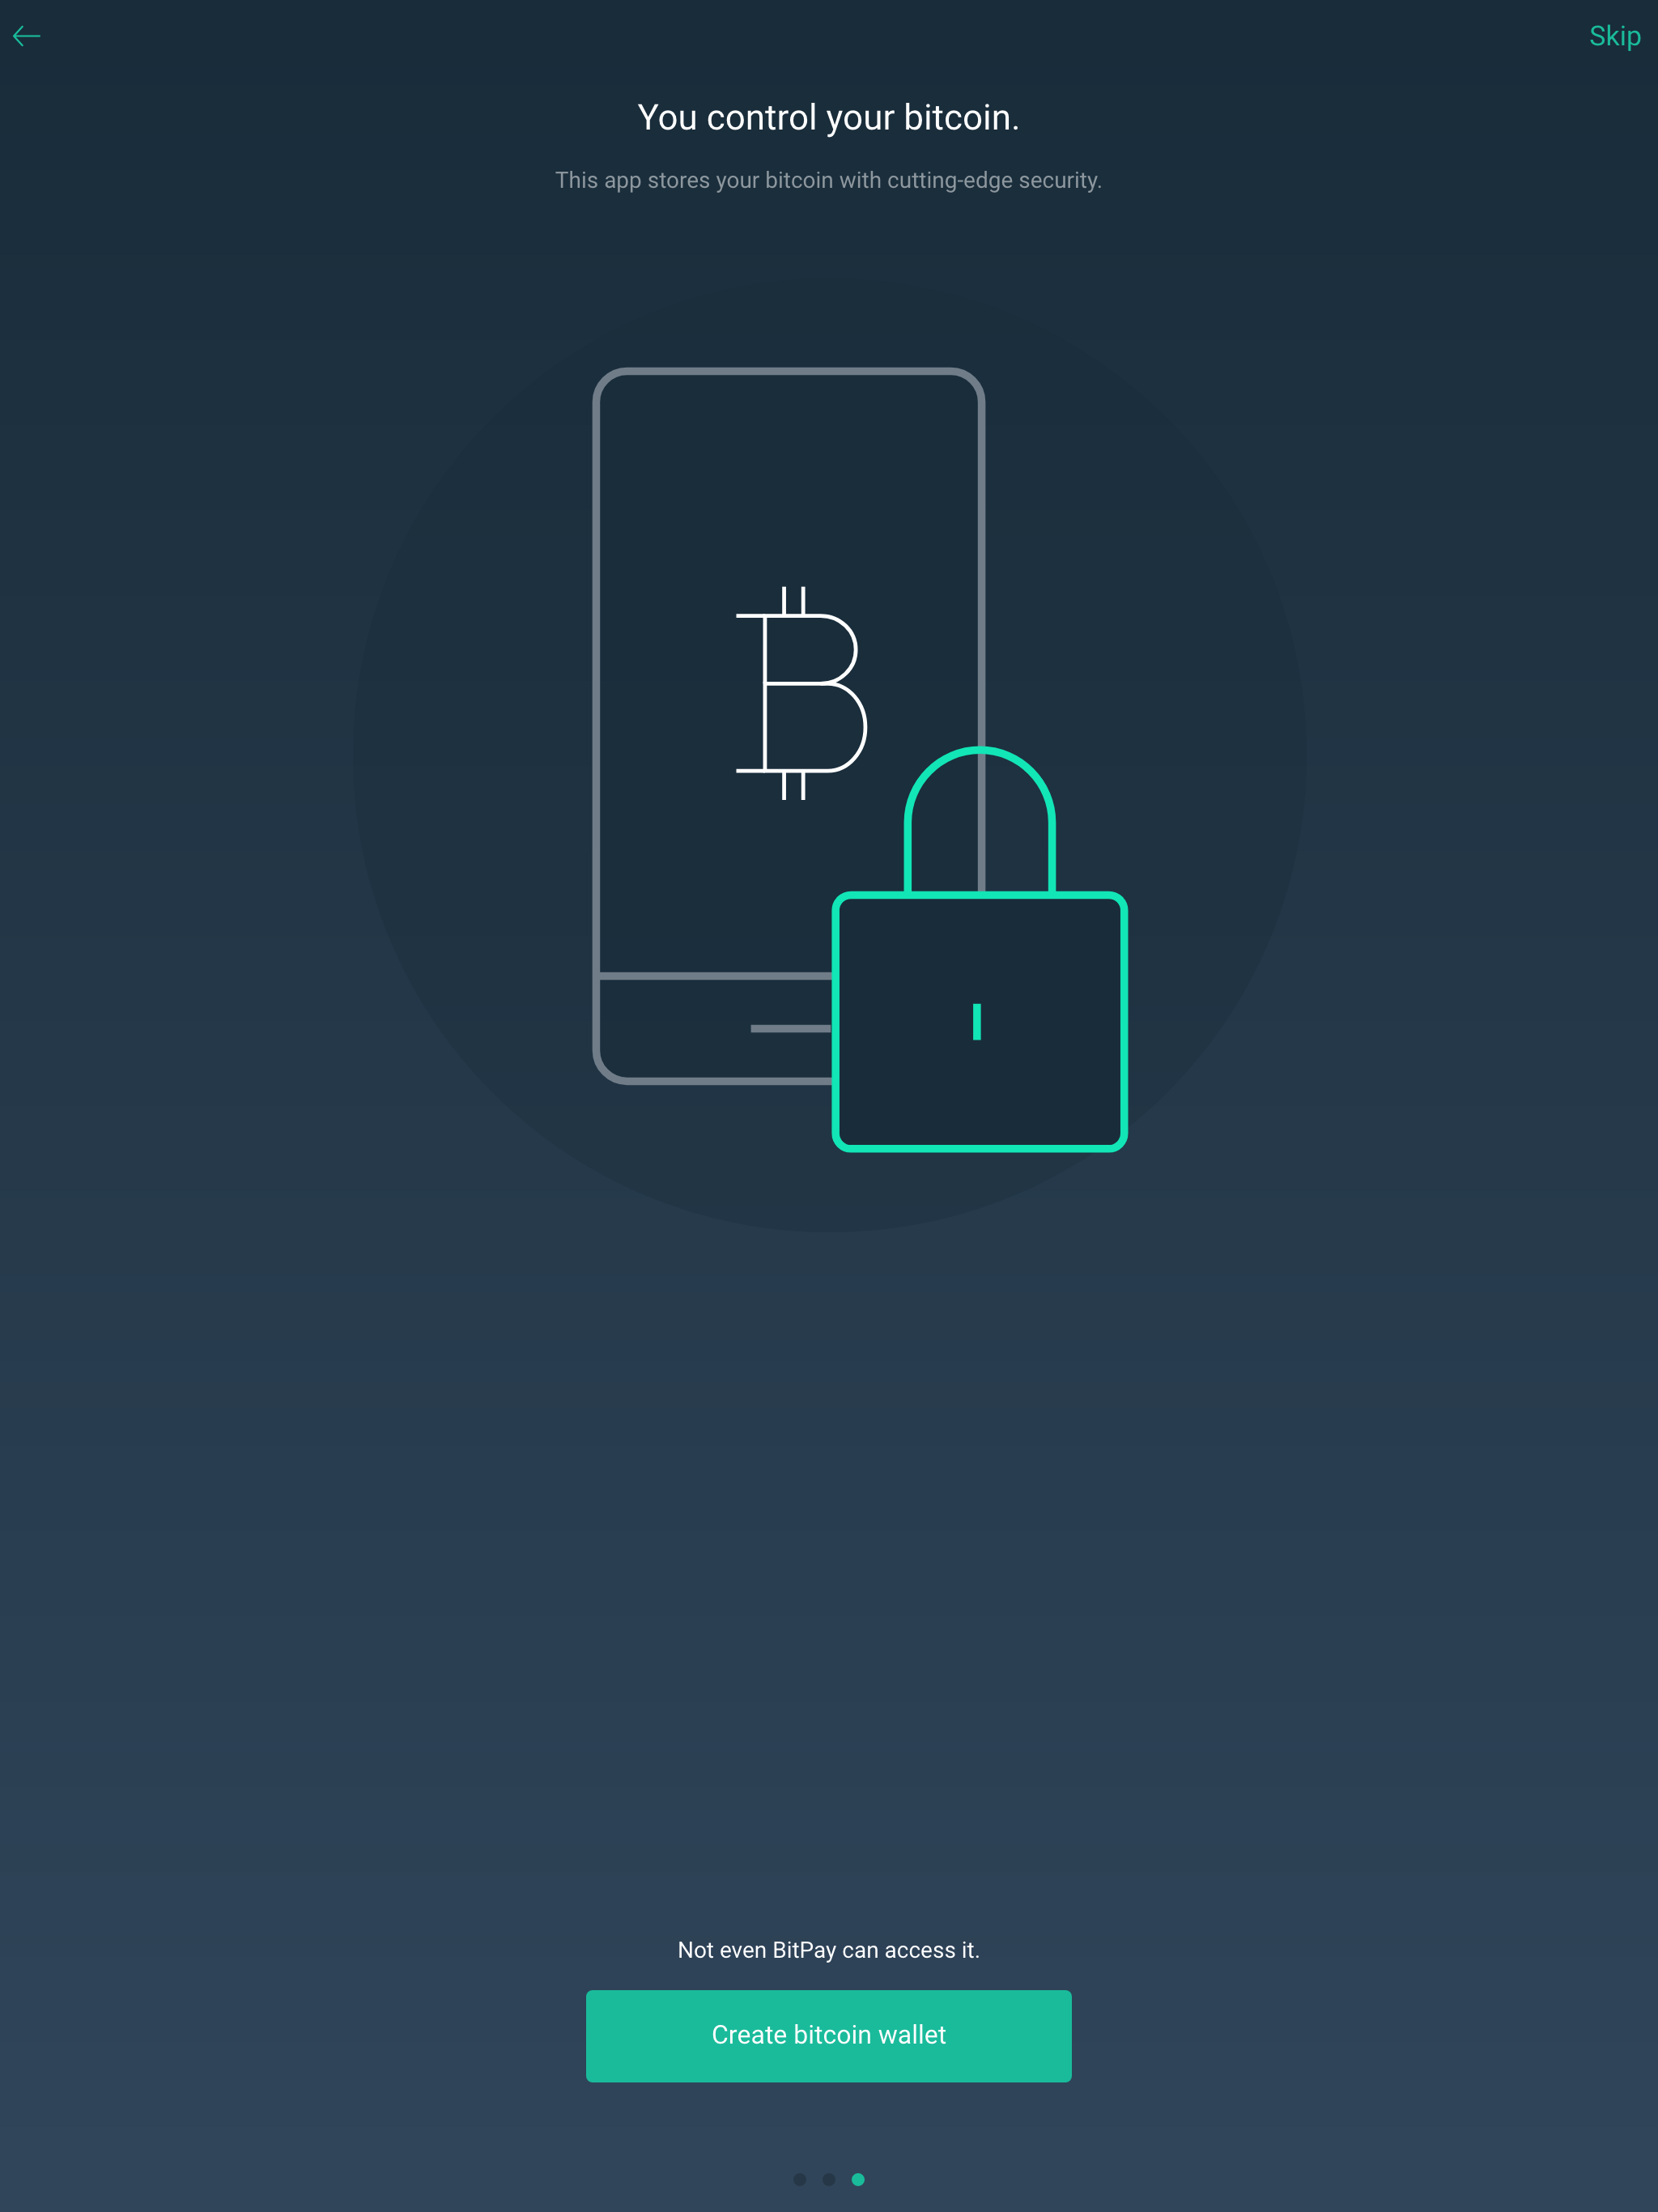 Skip
You control your bitcoin.
This app stores your bitcoin with cutting-edge security.
Not even BitPay can access it.
Create bitcoin wallet